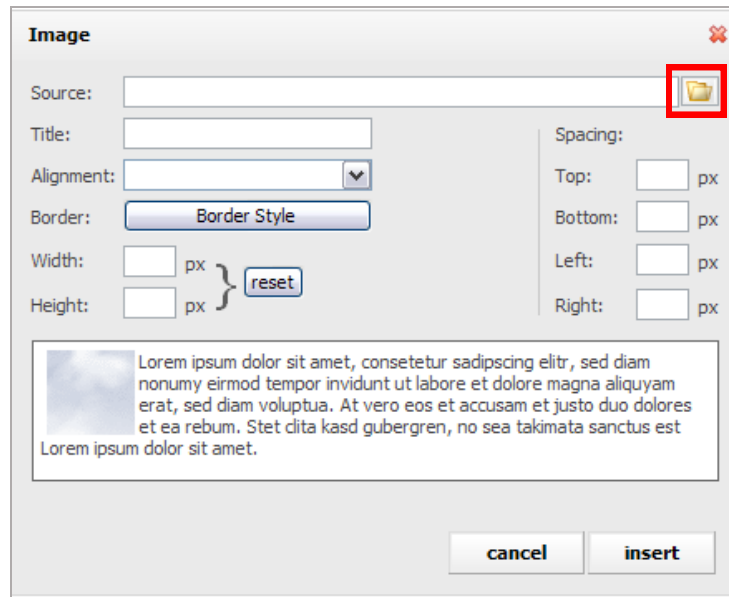 Image
Source:
Title:
Spacing:
Alignment:
Top:
px
Border:
Border Style
Bottom:
px
Width:
px
reset
Left:
px
Height:
px
Right:
px
Lorem ipsum dolor sit amet, consetetur sadipscing elitr, sed diam
nonumy eirmod tempor invidunt ut labore et dolore magna aliquyam
erat, sed diam voluptua. At vero eos et accusam et justo duo dolores
et ea rebum. Stet clita kasd gubergren, no sea takimata sanctus est
Lorem ipsum dolor sit amet.
cancel
insert